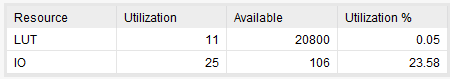 Resource Utilization Available Utilization %
LUT 11 20800 0.05
IO 25 106 23.58